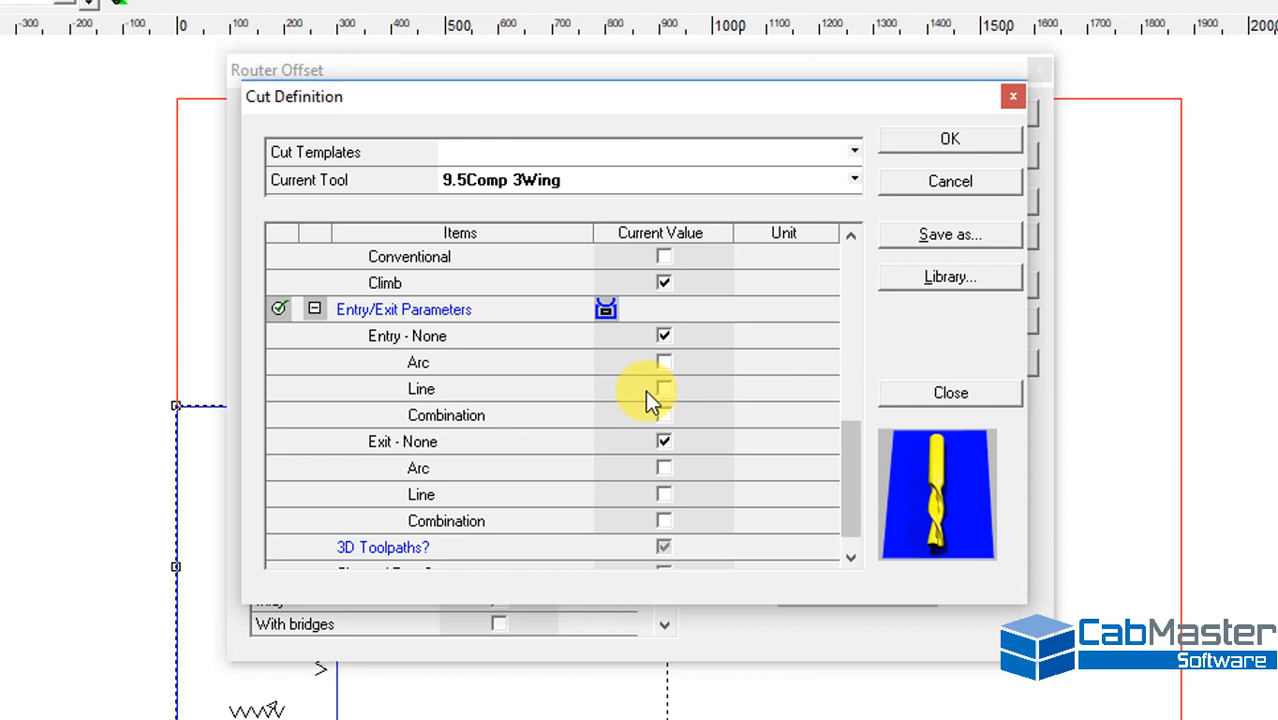 -300 -200 -100 0 100 200 300 400 500 600 700 800 900 1000 1100 1200 1300 1400 1500 1600 1700 1800 1900 200
Router Offset
Cut Definition
x
Cut Templates
Current Tool 9.5Comp 3Wing
OK
Cancel
Save as...
Library...
Close
Items Current Value Unit
Conventional
Climb
Entry/Exit Parameters
Entry - None
Arc
Line
Combination
Exit - None
Arc
Line
Combination
3D Toolpaths?
With bridges
CabMaster
Software